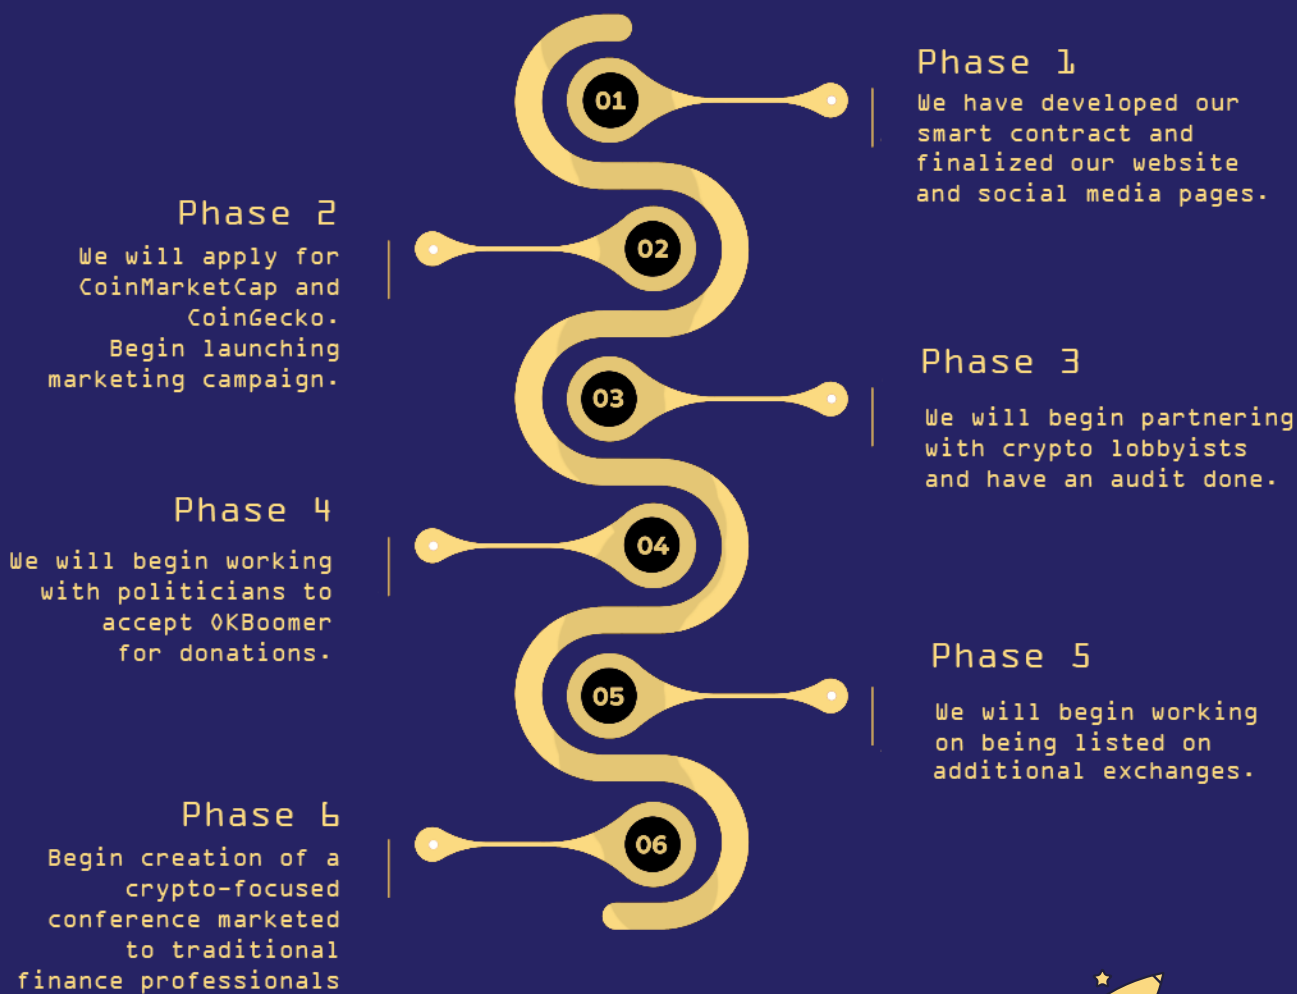 Phase 1
We have developed our
smart contract and
finalized our website
and social media pages.
01
Phase 2
We will apply for
CoinMarketCap and
CoinGecko.
Begin launching
marketing campaign.
02
Phase 3
We will begin partnering
with crypto lobbyists
and have an audit done.
03
Phase 4
We will begin working
with politicians to
accept OKBoomer
for donations.
04
Phase 5
We will begin working
on being listed on
additional exchanges.
05
Phase 6
Begin creation of a
crypto-focused
conference marketed
to traditional
finance professionals
06